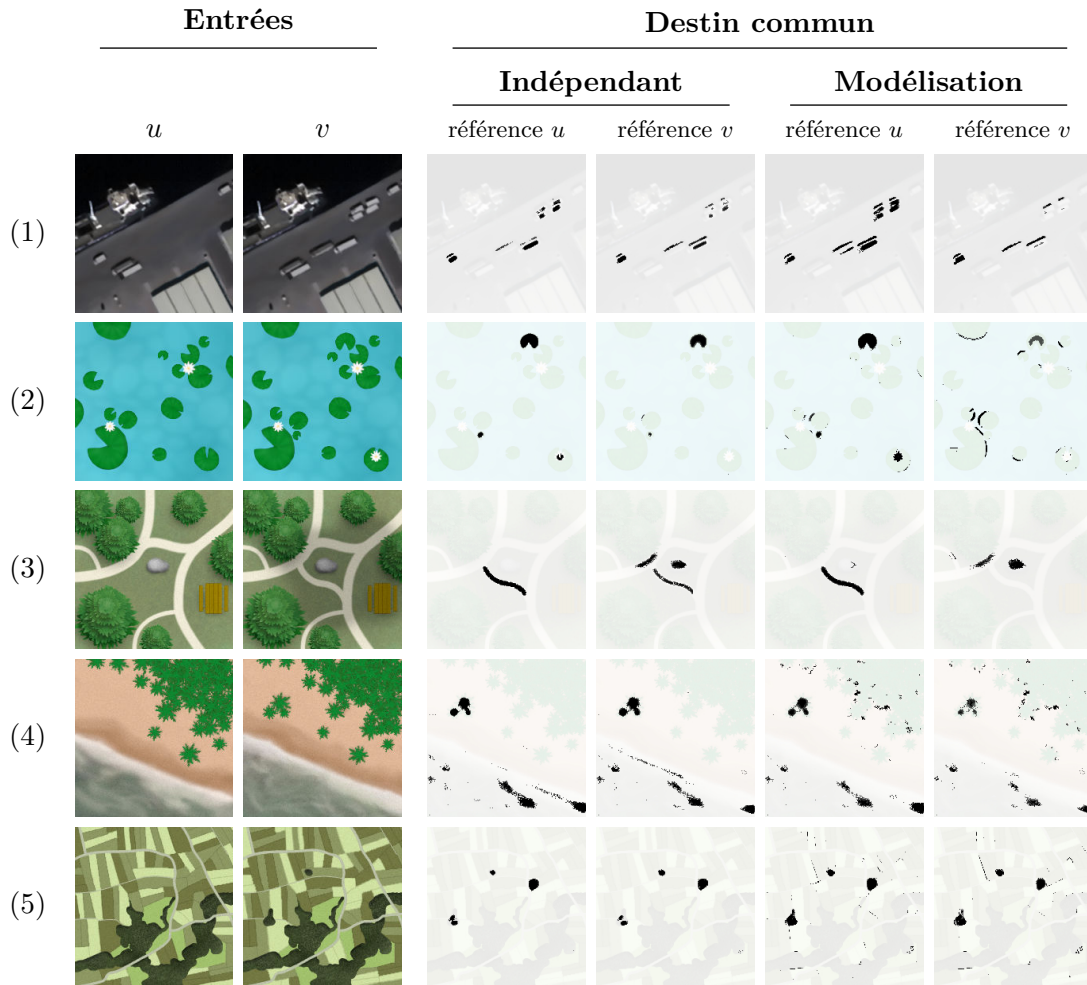 Entrées
Destin commun
Indépendant
Modélisation
u
v
référence u
référence v
référence u
référence v
(1)
(2)
(3)
(4)
(5)